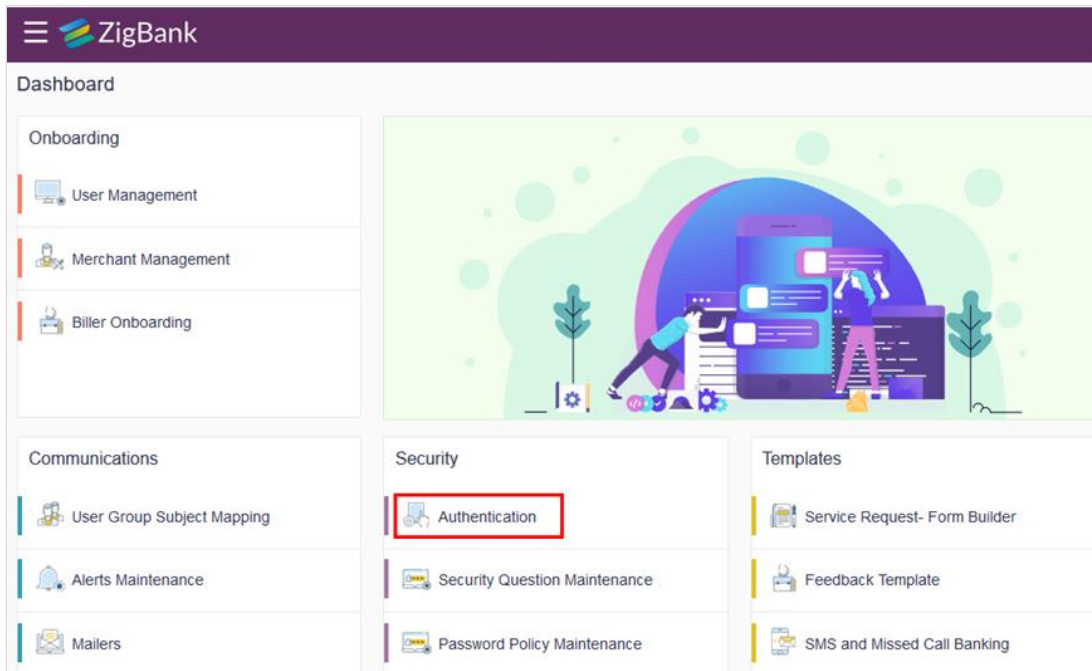 ZigBank
Dashboard
Onboarding
User Management
Merchant Management
Biller Onboarding
Communications
User Group Subject Mapping
Alerts Maintenance
Mailers
Security
Authentication
Security Question Maintenance
Password Policy Maintenance
Templates
Service Request- Form Builder
Feedback Template
SMS and Missed Call Banking